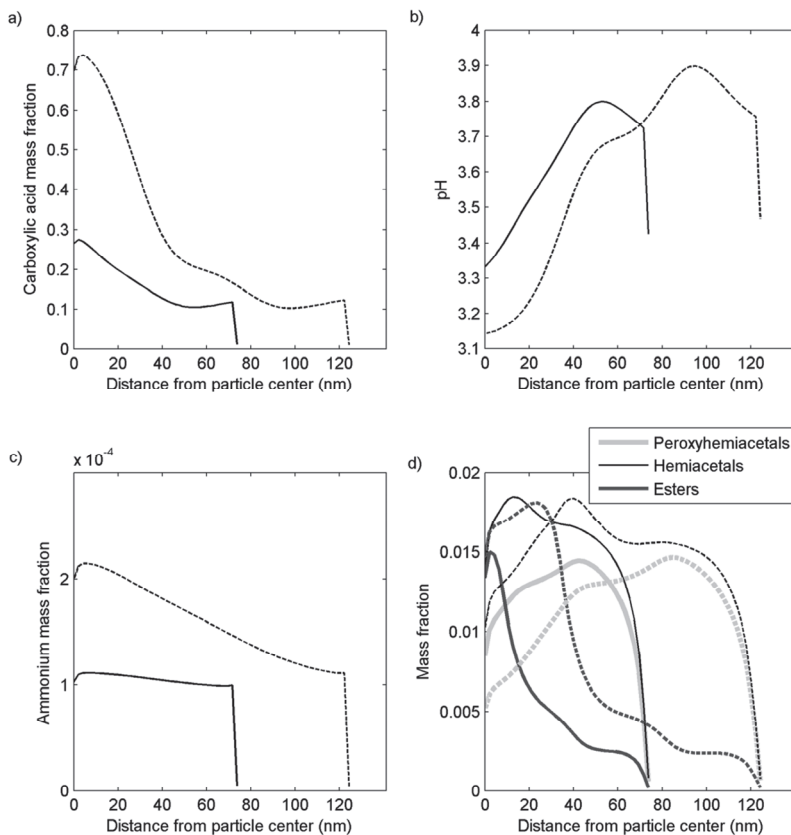 a)
0.8
0.7
0.6
0.5
0.4
0.3
0.2
0.1
0
Carboxylic acid mass fraction
0 20 40 60 80 100 120
Distance from particle center (nm)
b)
4
3.9
3.8
3.7
3.6
3.5
3.4
3.3
3.2
3.1
pH
0 20 40 60 80 100 120
Distance from particle center (nm)
c)
x 10-4
2
1
0
Ammonium mass fraction
0 20 40 60 80 100 120
Distance from particle center (nm)
d)
Peroxyhemiacetals
Hemiacetals
Esters
0.02
0.015
0.01
0.005
0
Mass fraction
0 20 40 60 80 100 120
Distance from particle center (nm)